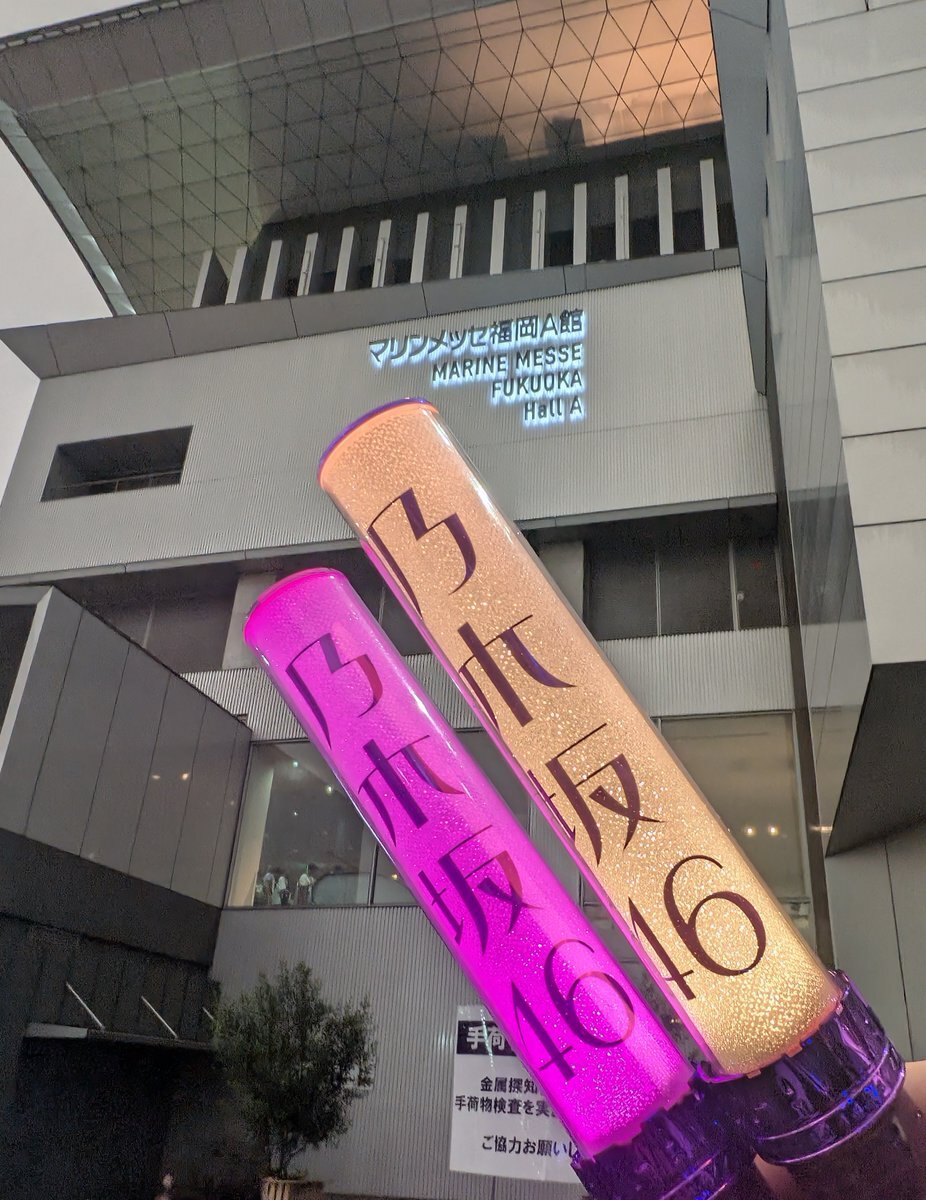 マリンメッセ福岡A館
MARINE MESSE
FUKUOKA
Hall A
乃木坂46
乃木坂46
手荷
金属探知
手荷物検査を実
ご協力お願いし